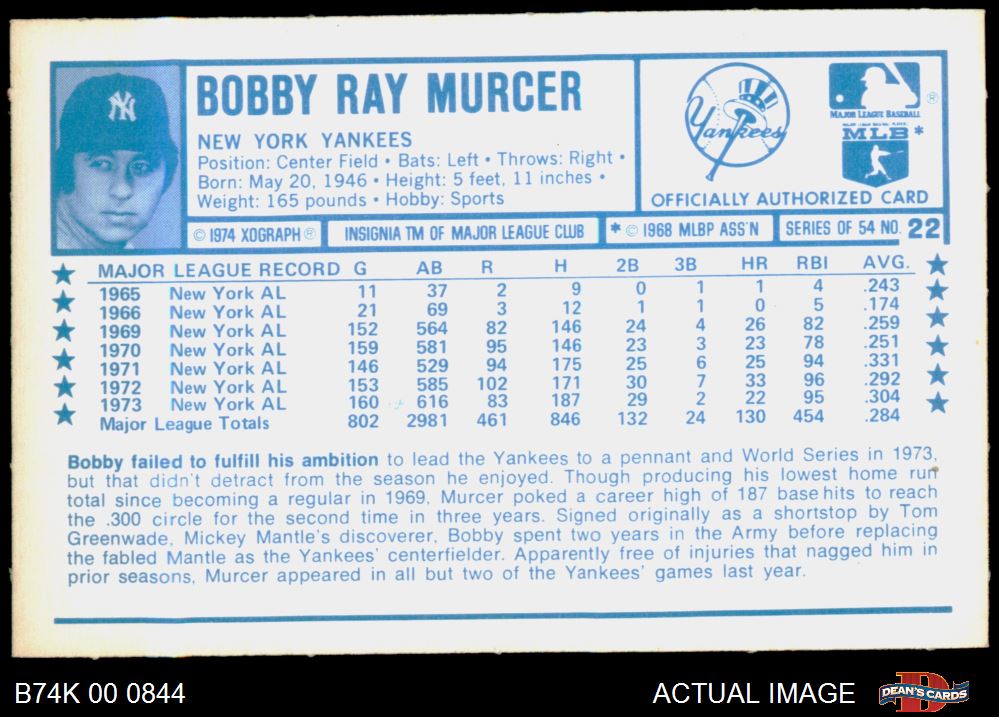 BOBBY RAY MURCER
NEW YORK YANKEES
Position: Center Field • Bats: Left • Throws: Right •
Born: May 20, 1946 • Height: 5 feet, 11 inches •
Weight: 165 pounds • Hobby: Sports
NY
Yankees
MAJOR LEAGUE BASEBALL ®
MLB*
OFFICIALLY AUTHORIZED CARD
© 1974 XOGRAPH ®
INSIGNIA TM OF MAJOR LEAGUE CLUB
* © 1968 MLBP ASS'N
SERIES OF 54 NO. 22
MAJOR LEAGUE RECORD G AB R H 2B 3B HR RBI AVG.
1965 New York AL 11 37 2 9 0 1 1 4 .243
1966 New York AL 21 69 3 12 1 1 0 5 .174
1969 New York AL 152 564 82 146 24 4 26 82 .259
1970 New York AL 159 581 95 146 23 3 23 78 .251
1971 New York AL 146 529 94 175 25 6 25 94 .331
1972 New York AL 153 585 102 171 30 7 33 96 .292
1973 New York AL 160 616 83 187 29 2 22 95 .304
Major League Totals 802 2981 461 846 132 24 130 454 .284
Bobby failed to fulfill his ambition to lead the Yankees to a pennant and World Series in 1973,
but that didn't detract from the season he enjoyed. Though producing his lowest home run
total since becoming a regular in 1969, Murcer poked a career high of 187 base hits to reach
the .300 circle for the second time in three years. Signed originally as a shortstop by Tom
Greenwade, Mickey Mantle's discoverer, Bobby spent two years in the Army before replacing
the fabled Mantle as the Yankees' centerfielder. Apparently free of injuries that nagged him in
prior seasons, Murcer appeared in all but two of the Yankees' games last year.
B74K 00 0844
ACTUAL IMAGE
DEAN'S CARDS